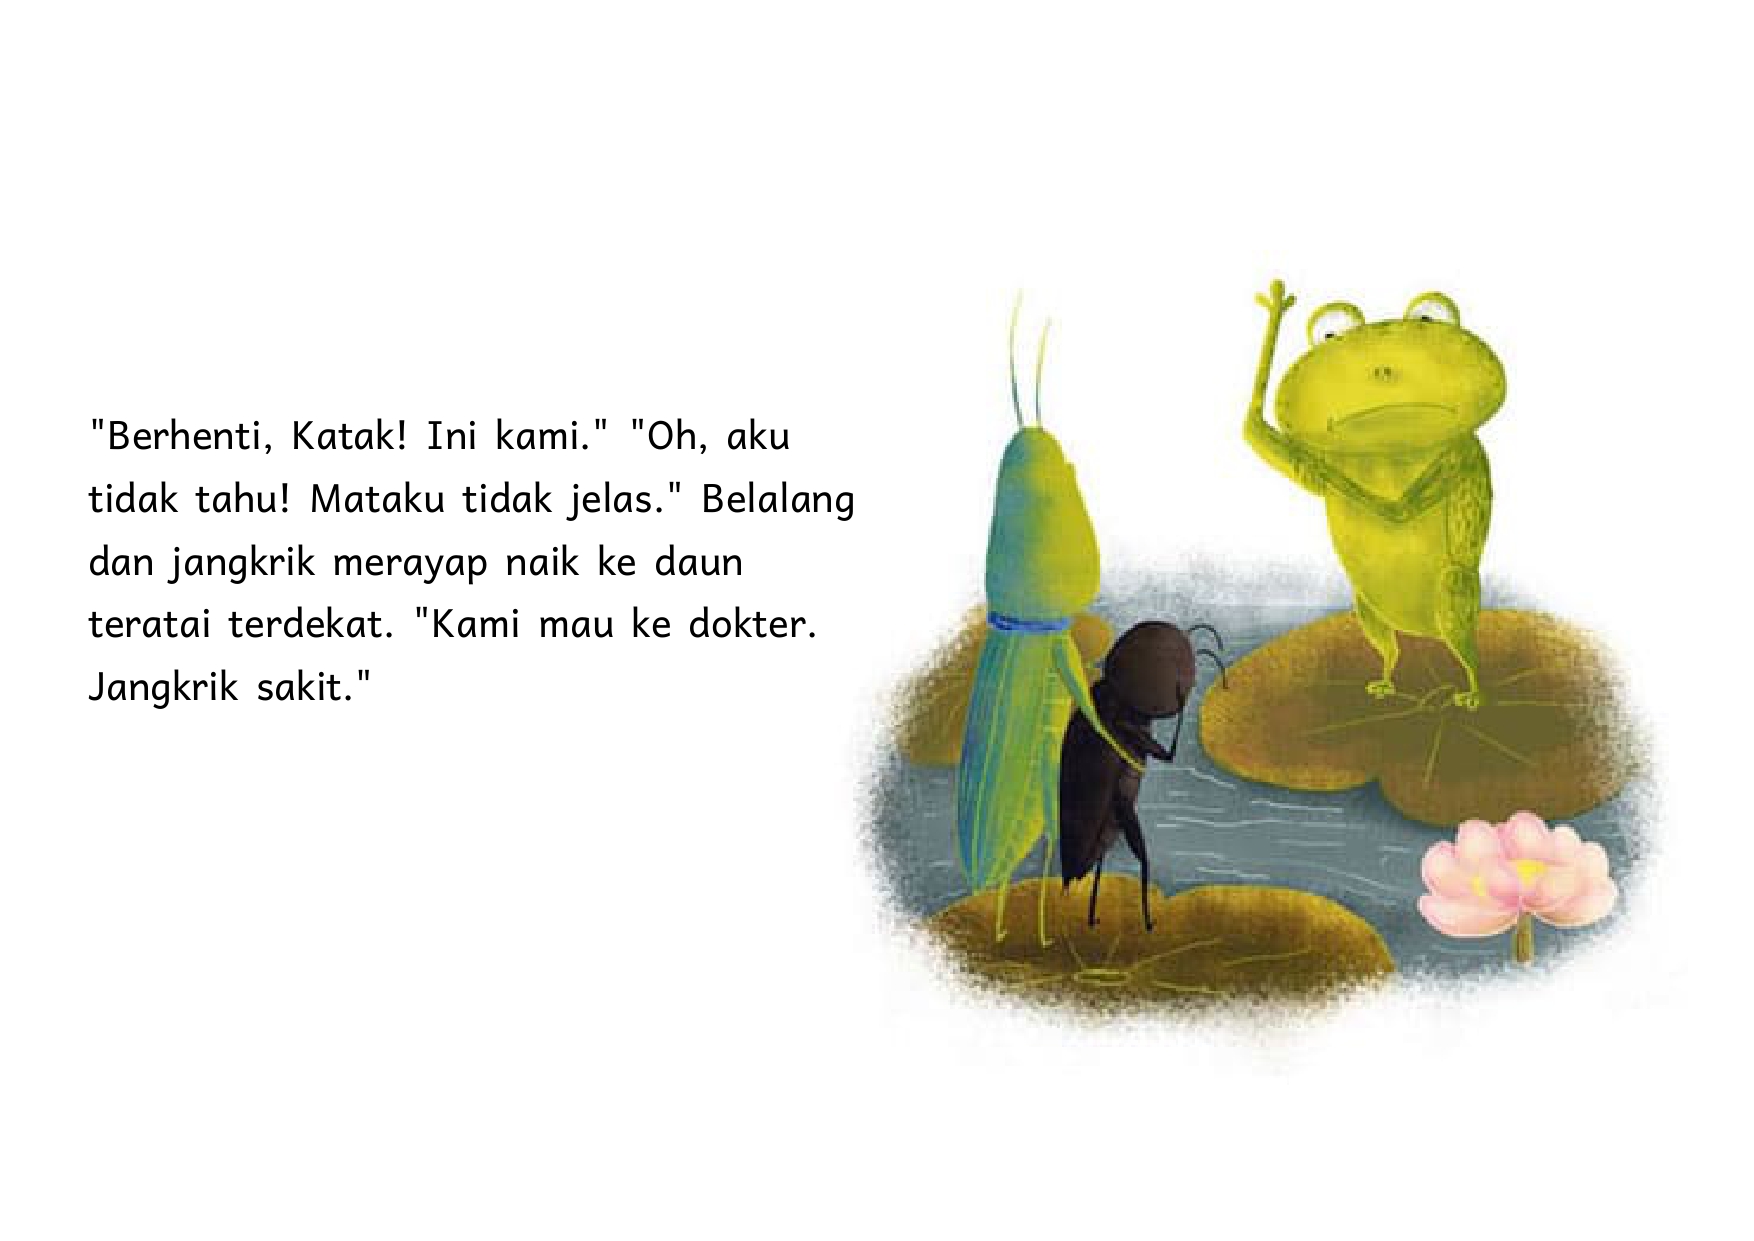 "Berhenti, Katak! Ini kami." "Oh, aku
tidak tahu! Mataku tidak jelas." Belalang
dan jangkrik merayap naik ke daun
teratai terdekat. "Kami mau ke dokter.
Jangkrik sakit."